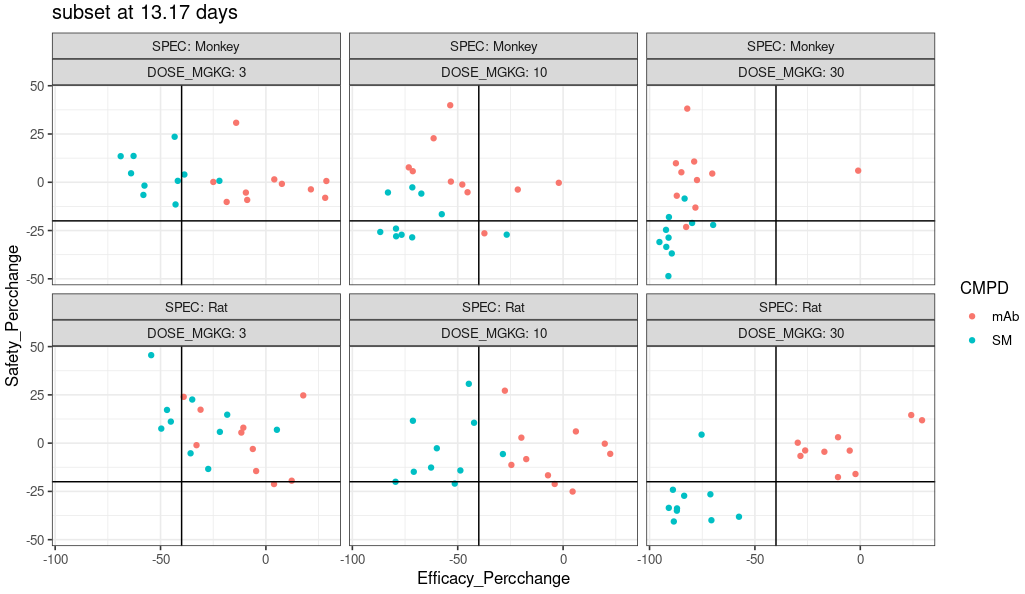 subset at 13.17 days
SPEC: Monkey SPEC: Monkey SPEC: Monkey
DOSE_MGKG: 3 DOSE_MGKG: 10 DOSE_MGKG: 30
50
25
0
-25
-50
SPEC: Rat SPEC: Rat SPEC: Rat
DOSE_MGKG: 3 DOSE_MGKG: 10 DOSE_MGKG: 30
50
25
0
-25
-50
-100 -50 0 -100 -50 0 -100 -50 0
Efficacy_Percchange
Safety_Percchange
CMPD
mAb
SM